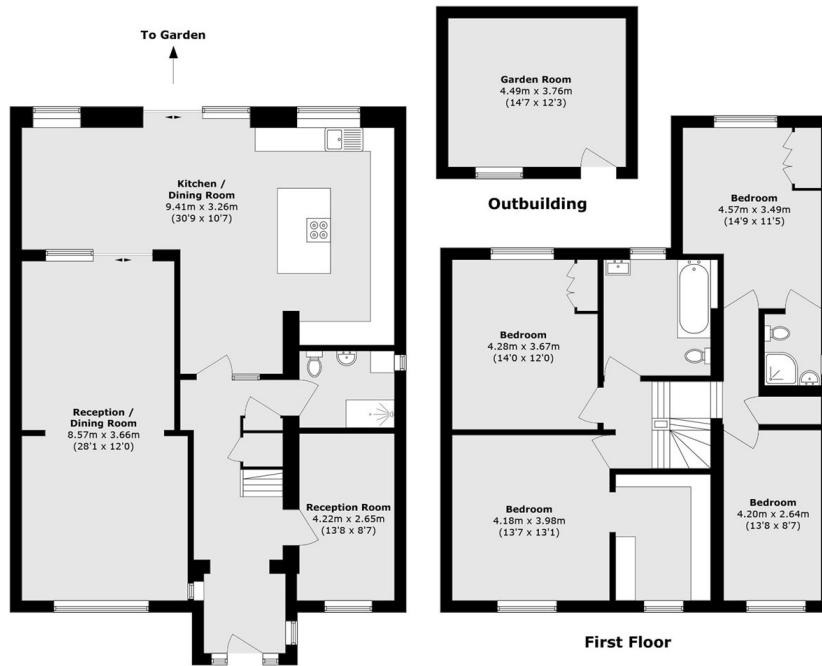 To Garden
Kitchen /
Dining Room
9.41m x 3.26m
(30'9 x 10'7)
Reception /
Dining Room
8.57m x 3.66m
(28'1 x 12'0)
Reception Room
4.22m x 2.65m
(13'8 x 8'7)
Garden Room
4.49m x 3.76m
(14'7 x 12'3)
Outbuilding
Bedroom
4.57m x 3.49m
(14'9 x 11'5)
Bedroom
4.28m x 3.67m
(14'0 x 12'0)
Bedroom
4.18m x 3.98m
(13'7 x 13'1)
Bedroom
4.20m x 2.64m
(13'8 x 8'7)
First Floor